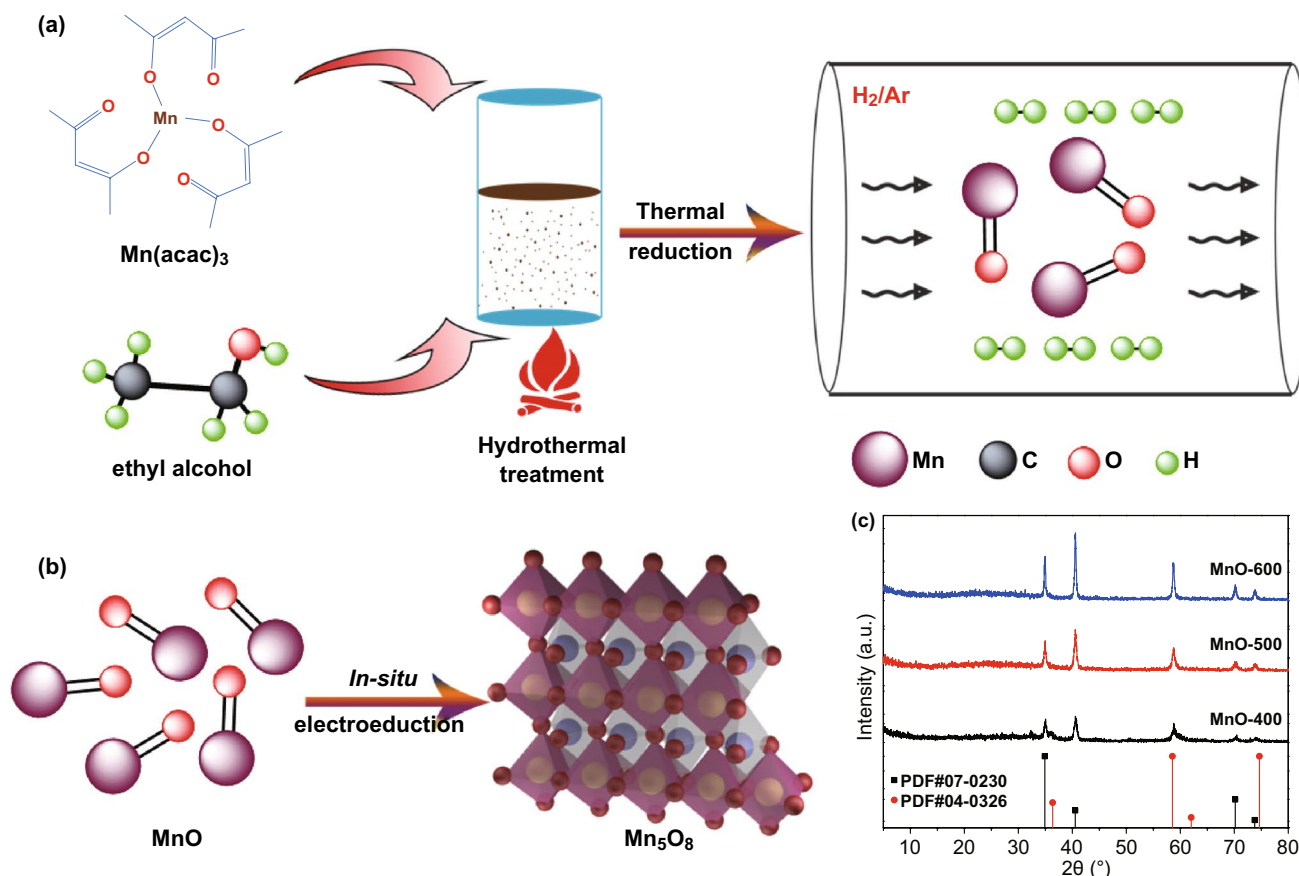 (a)
O
O
O
Mn
O
O
O
Mn(acac)₃
ethyl alcohol
Hydrothermal
treatment
Thermal
reduction
H₂/Ar
Mn
C
O
H
(b)
MnO
In-situ
electroeduction
Mn₅O₈
(c)
Intensity (a.u.)
MnO-600
MnO-500
MnO-400
PDF#07-0230
PDF#04-0326
10 20 30 40 50 60 70 80
2θ (°)